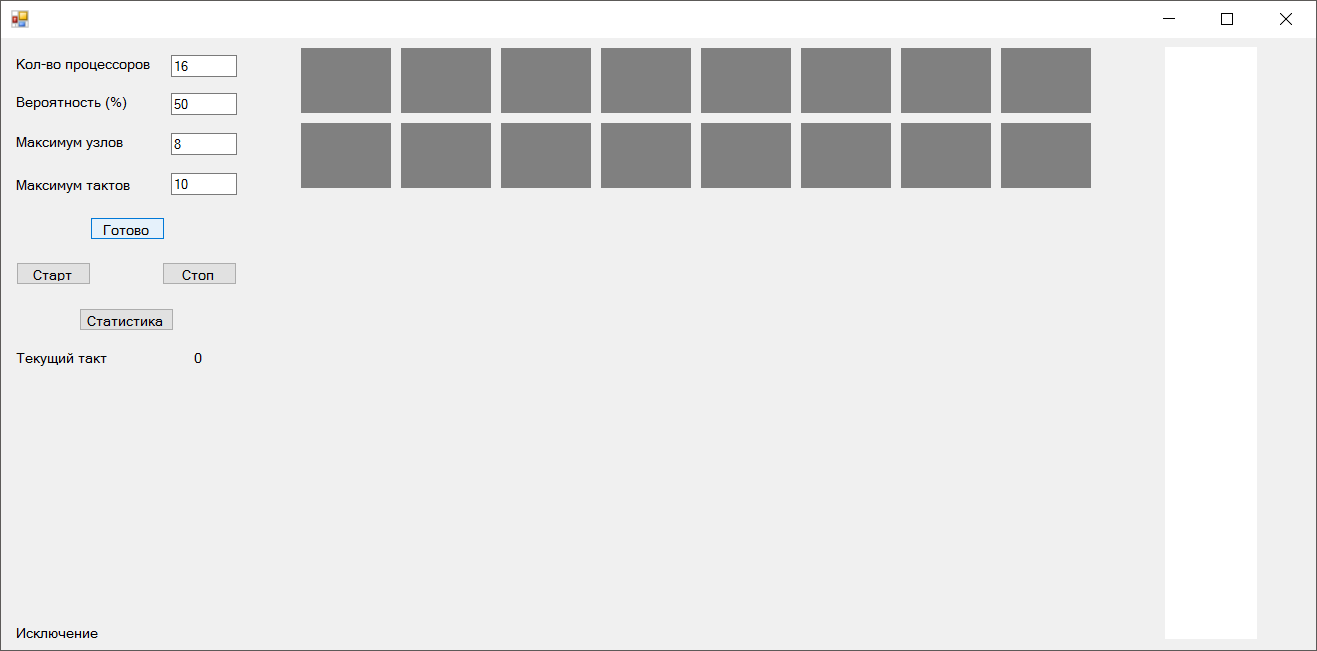 Кол-во процессоров 16
Вероятность (%) 50
Максимум узлов 8
Максимум тактов 10
Готово
Старт Стоп
Статистика
Текущий такт 0
Исключение